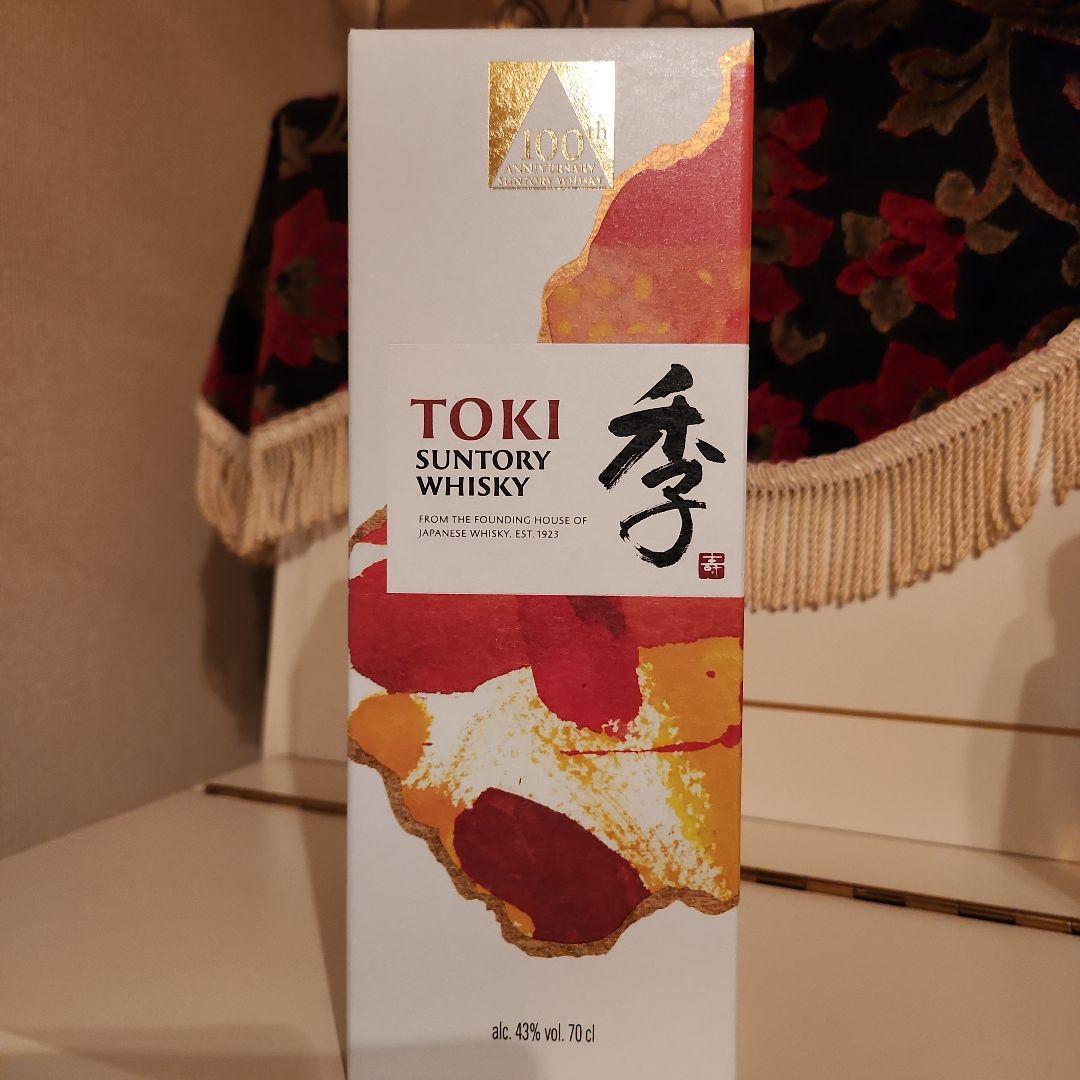 100th
ANNIVERSARY
SUNTORY WHISKY
TOKI
SUNTORY
WHISKY
FROM THE FOUNDING HOUSE OF
JAPANESE WHISKY, EST. 1923
季
壽
alc. 43% vol. 70 cl